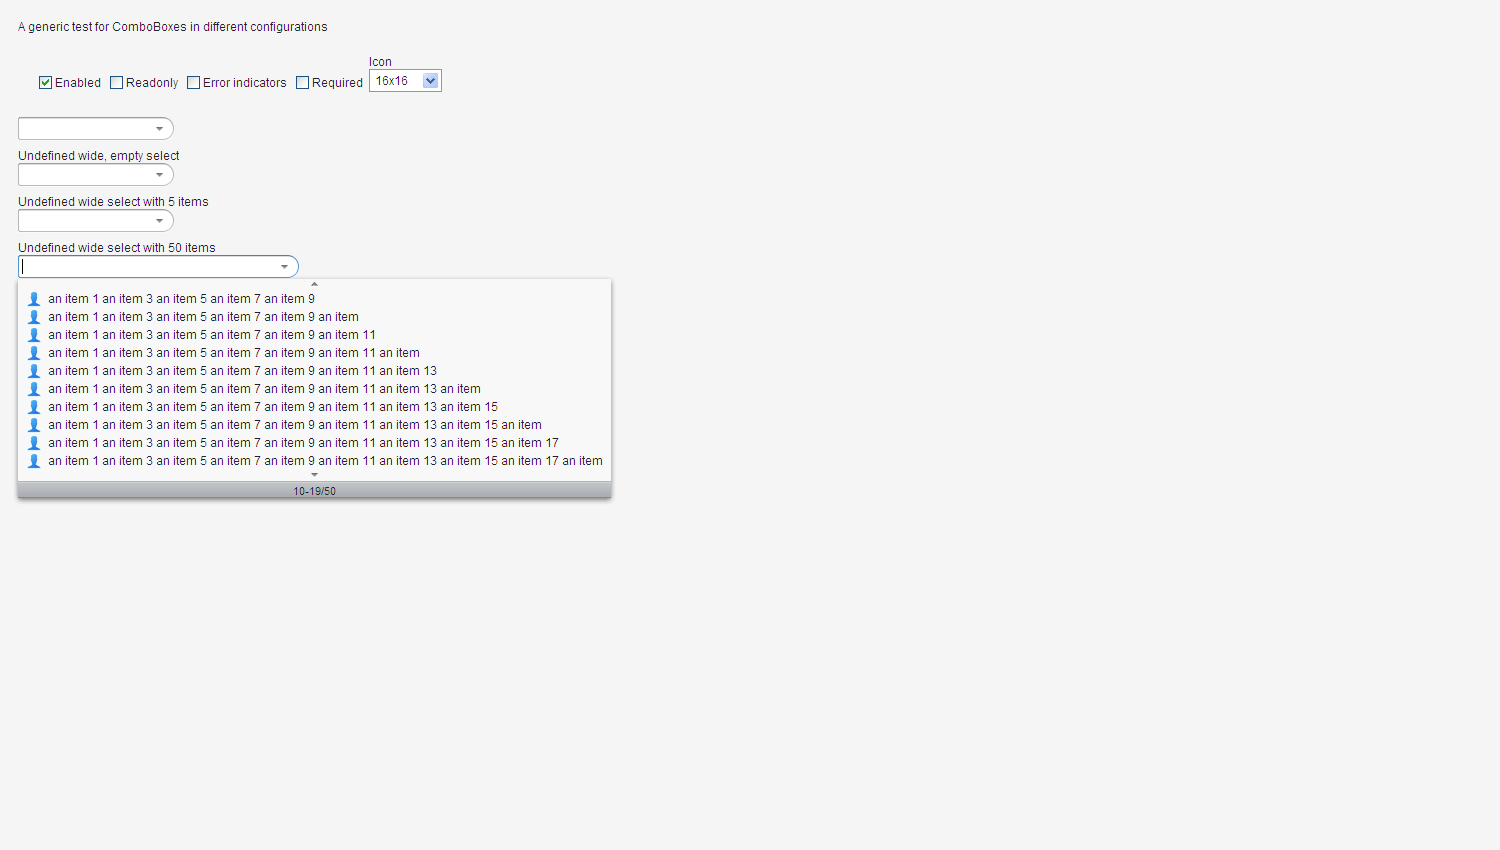 A generic test for ComboBoxes in different configurations
Icon
Enabled Readonly Error indicators Required 16x16
Undefined wide, empty select
Undefined wide select with 5 items
Undefined wide select with 50 items
an item 1 an item 3 an item 5 an item 7 an item 9
an item 1 an item 3 an item 5 an item 7 an item 9 an item
an item 1 an item 3 an item 5 an item 7 an item 9 an item 11
an item 1 an item 3 an item 5 an item 7 an item 9 an item 11 an item
an item 1 an item 3 an item 5 an item 7 an item 9 an item 11 an item 13
an item 1 an item 3 an item 5 an item 7 an item 9 an item 11 an item 13 an item
an item 1 an item 3 an item 5 an item 7 an item 9 an item 11 an item 13 an item 15
an item 1 an item 3 an item 5 an item 7 an item 9 an item 11 an item 13 an item 15 an item
an item 1 an item 3 an item 5 an item 7 an item 9 an item 11 an item 13 an item 15 an item 17
an item 1 an item 3 an item 5 an item 7 an item 9 an item 11 an item 13 an item 15 an item 17 an item
10-19/50